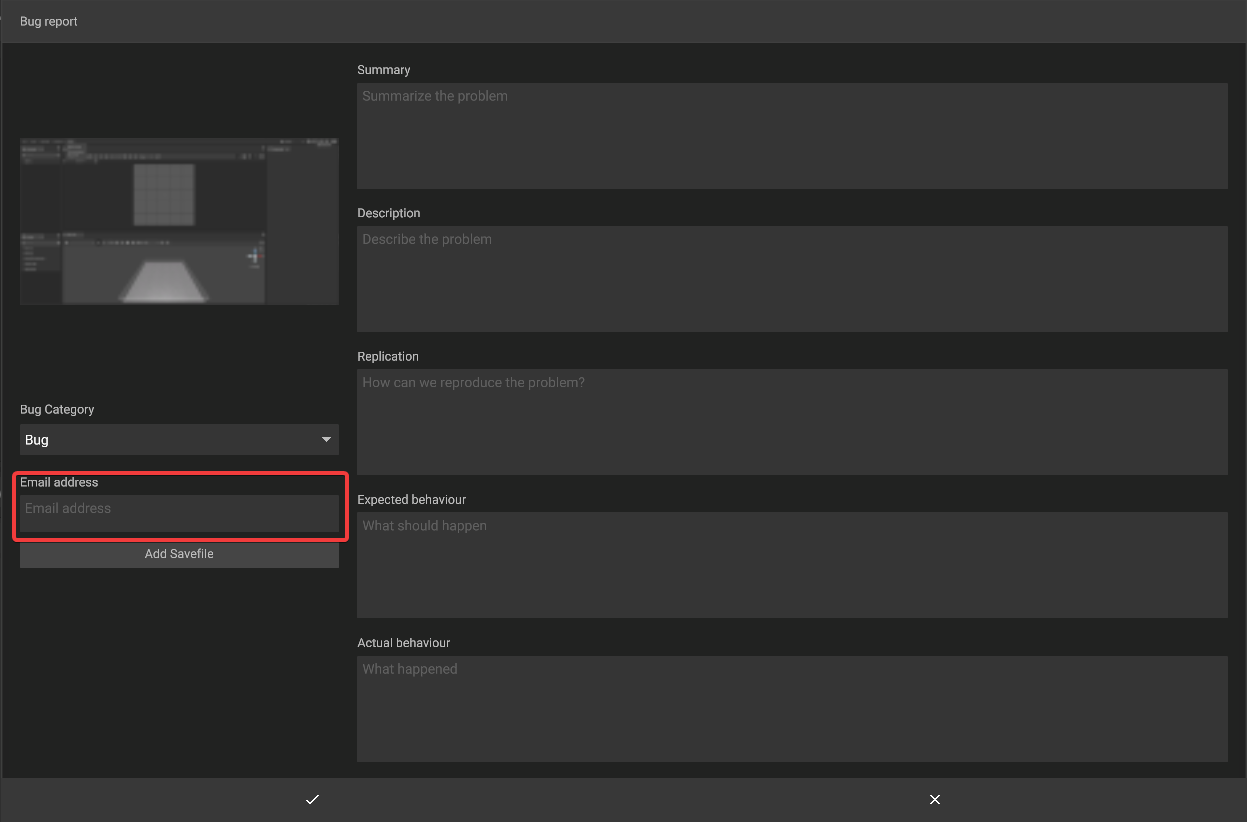 Bug report
Summary
Summarize the problem
Description
Describe the problem
Replication
How can we reproduce the problem?
Bug Category
Bug
Email address
Email address
Add Savefile
Expected behaviour
What should happen
Actual behaviour
What happened